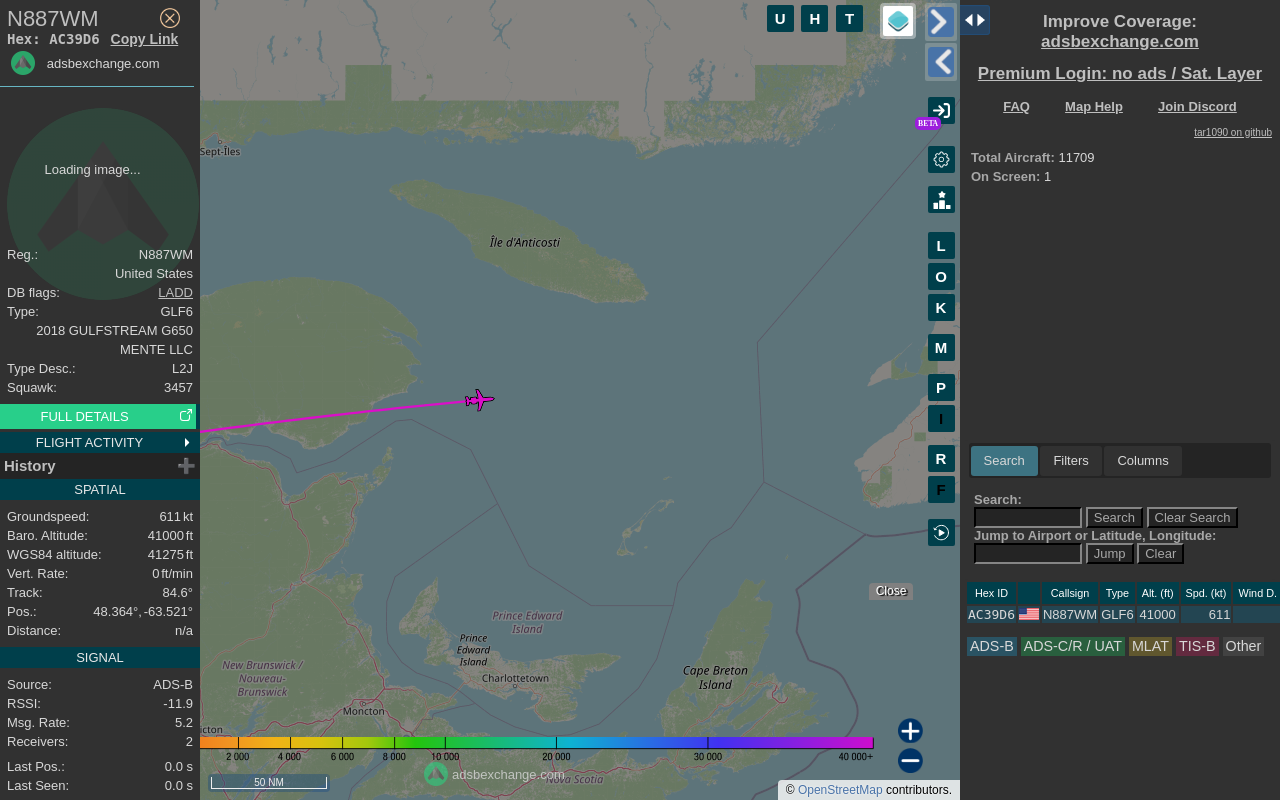 N887WM
Hex: AC39D6 Copy Link
adsbexchange.com
Loading image...
Reg.: N887WM
United States
DB flags: LADD
Type: GLF6
2018 GULFSTREAM G650
MENTE LLC
Type Desc.: L2J
Squawk: 3457
FULL DETAILS
FLIGHT ACTIVITY
History
SPATIAL
Groundspeed: 611 kt
Baro. Altitude: 41000 ft
WGS84 altitude: 41275 ft
Vert. Rate: 0 ft/min
Track: 84.6°
Pos.: 48.364°, -63.521°
Distance: n/a
SIGNAL
Source: ADS-B
RSSI: -11.9
Msg. Rate: 5.2
Receivers: 2
Last Pos.: 0.0 s
Last Seen: 0.0 s
U H T
BETA
L
O
K
M
P
I
R
F
Sept-Îles
Île d'Anticosti
Close
Prince Edward
Island
Prince
Edward
Island
Charlottetown
New Brunswick /
Nouveau-
Brunswick
Moncton
icton
Cape Breton
Island
Nova Scotia
2 000 4 000 6 000 8 000 10 000 20 000 30 000 40 000+
adsbexchange.com
50 NM
© OpenStreetMap contributors.
Improve Coverage:
adsbexchange.com
Premium Login: no ads / Sat. Layer
FAQ Map Help Join Discord
tar1090 on github
Total Aircraft: 11709
On Screen: 1
Search Filters Columns
Search:
Search Clear Search
Jump to Airport or Latitude, Longitude:
Jump Clear
Hex ID Callsign Type Alt. (ft) Spd. (kt) Wind D.
AC39D6 N887WM GLF6 41000 611
ADS-B ADS-C/R / UAT MLAT TIS-B Other